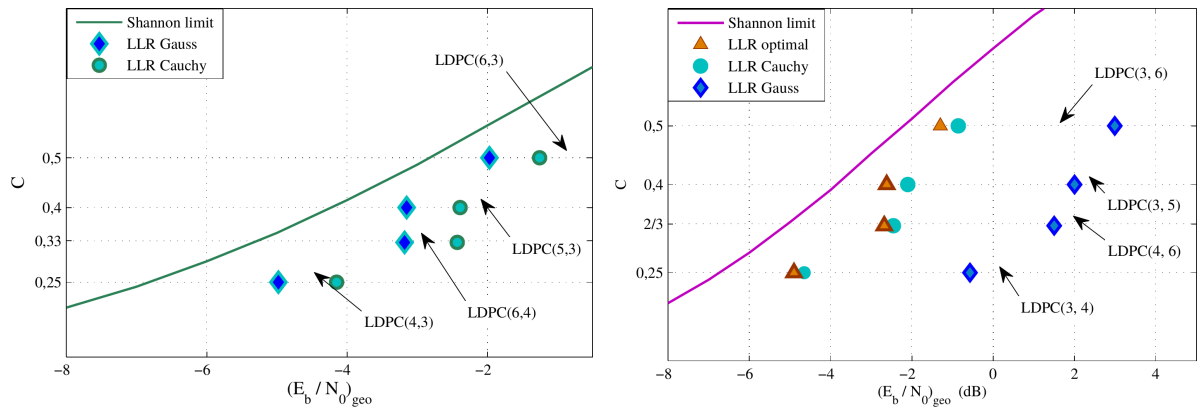 Shannon limit
LLR Gauss
LLR Cauchy
LDPC(6,3)
LDPC(5,3)
LDPC(6,4)
LDPC(4,3)
C
0,5
0.4
0,33
0,25
−8
−6
−4
−2
(E_b / N_0)_geo
Shannon limit
LLR optimal
LLR Cauchy
LLR Gauss
LDPC(3, 6)
LDPC(3, 5)
LDPC(4, 6)
LDPC(3, 4)
C
0,5
0,4
2/3
0,25
−8
−6
−4
−2
0
2
4
(E_b / N_0)_geo (dB)